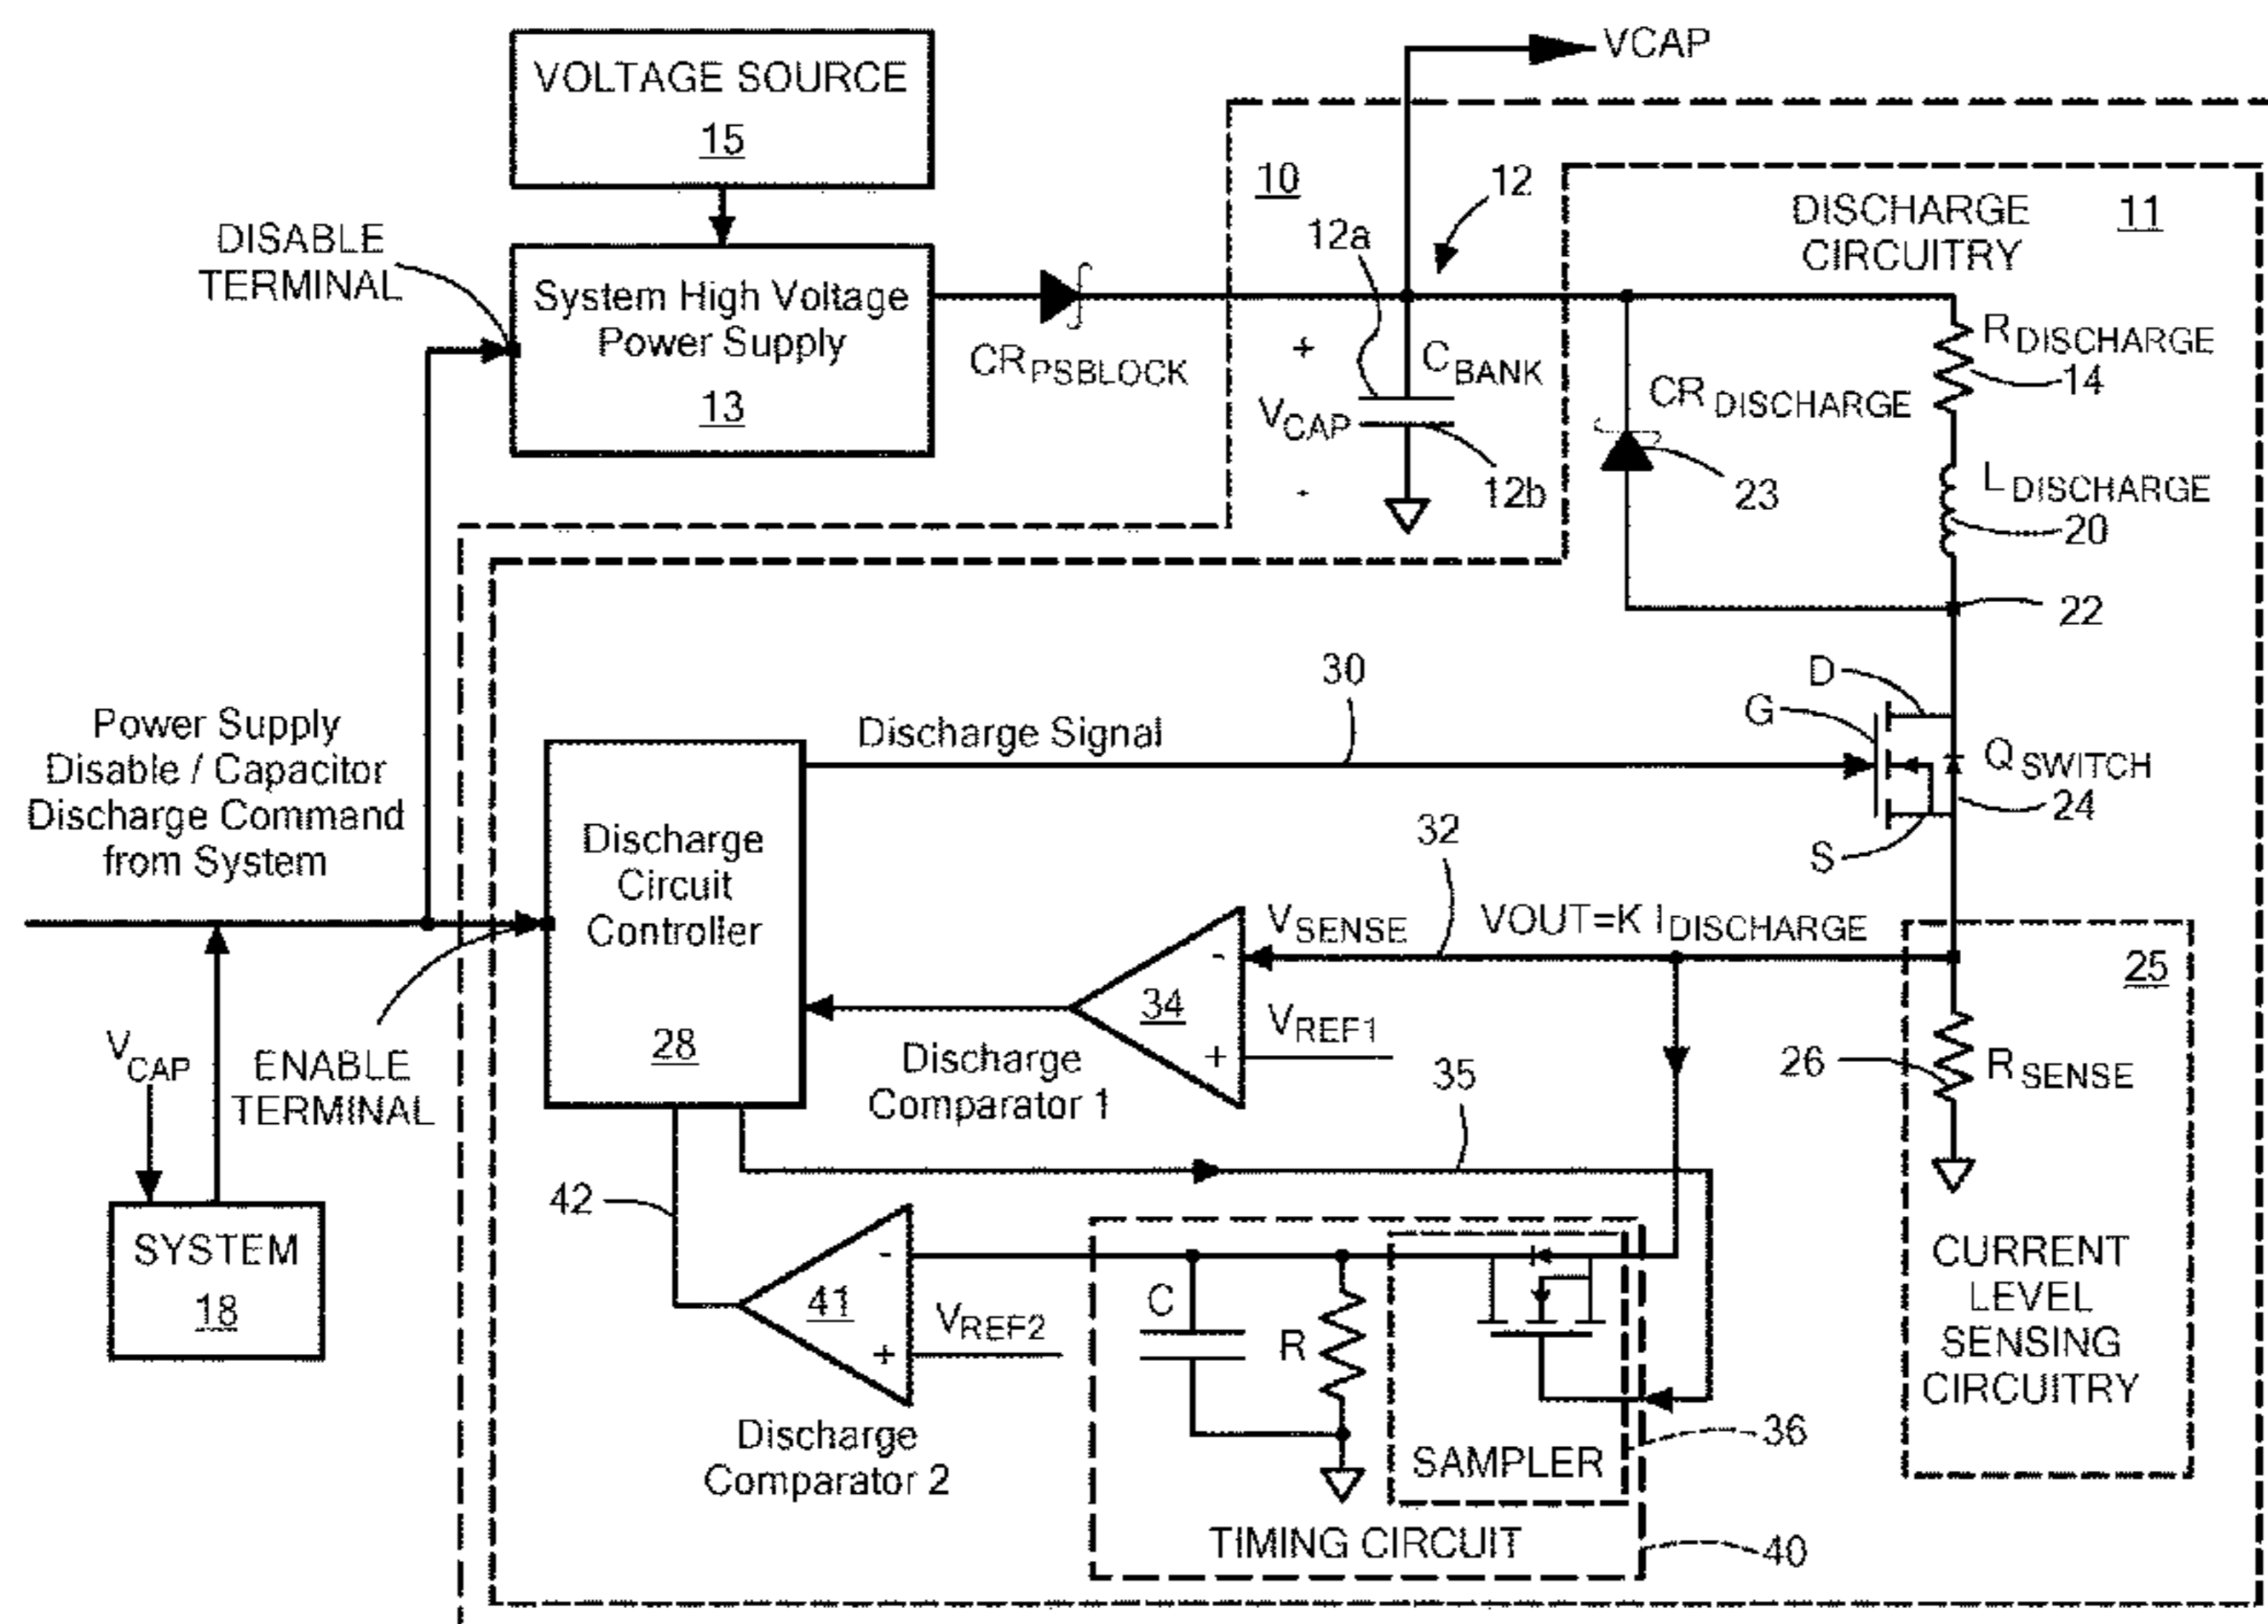 VCAP
VOLTAGE SOURCE
15
10
12
DISCHARGE
CIRCUITRY
11
DISABLE
TERMINAL
12a
System High Voltage
Power Supply
13
CRPSBLOCK
+
VCAP
-
CBANK
12b
CRDISCHARGE
23
RDISCHARGE
14
LDISCHARGE
20
22
30
D
G
S
QSWITCH
24
Power Supply
Disable / Capacitor
Discharge Command
from System
Discharge Signal
Discharge
Circuit
Controller
28
32
VSENSE
VOUT=K IDISCHARGE
-
34
+
VREF1
25
Discharge
Comparator 1
35
26
RSENSE
VCAP
ENABLE
TERMINAL
42
SYSTEM
18
-
41
+
VREF2
C
R
CURRENT
LEVEL
SENSING
CIRCUITRY
Discharge
Comparator 2
SAMPLER
36
TIMING CIRCUIT
40